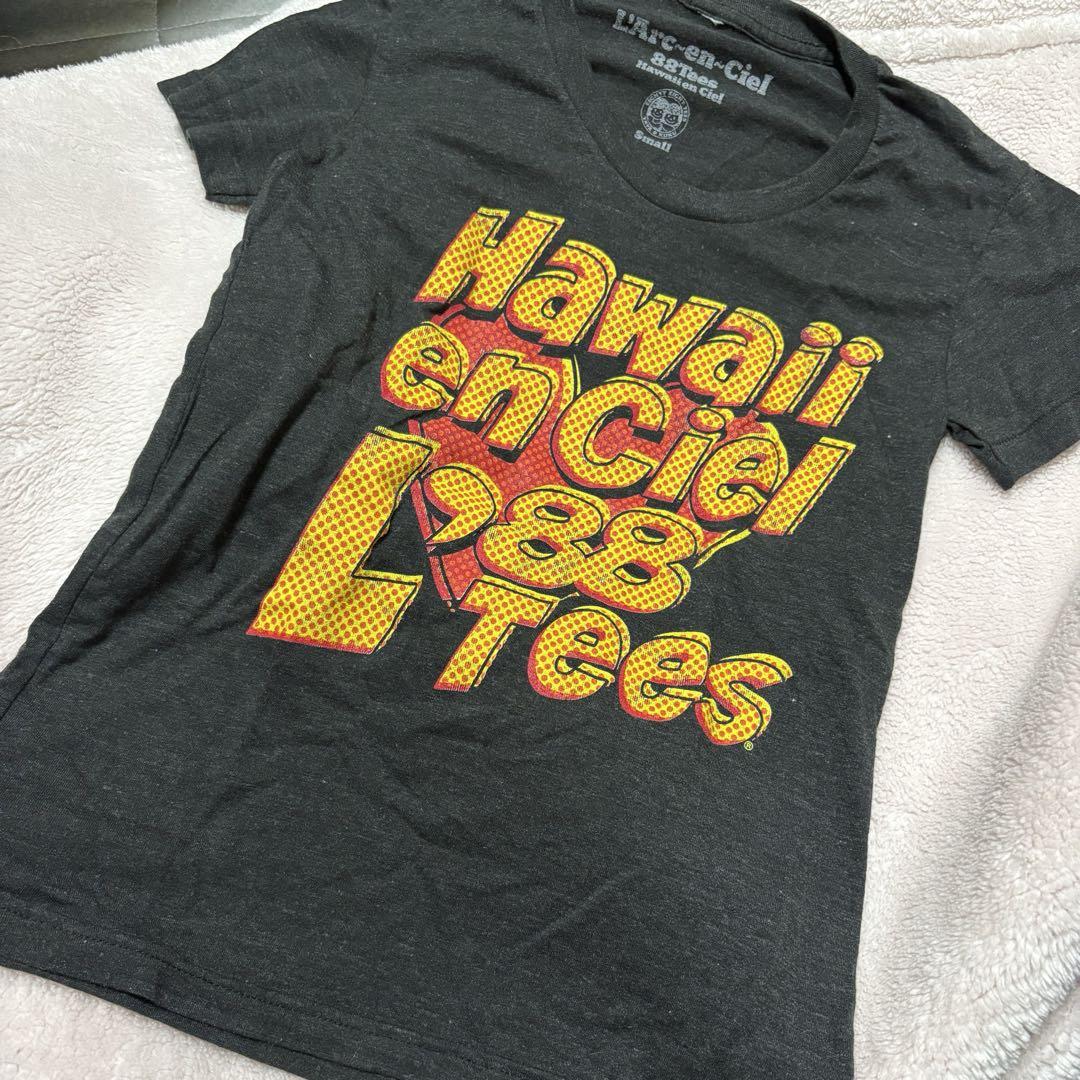 L'Arc~en~Ciel
88Tees
Hawaii en Ciel
Small
Hawaii
en Ciel
L'88
Tees
®